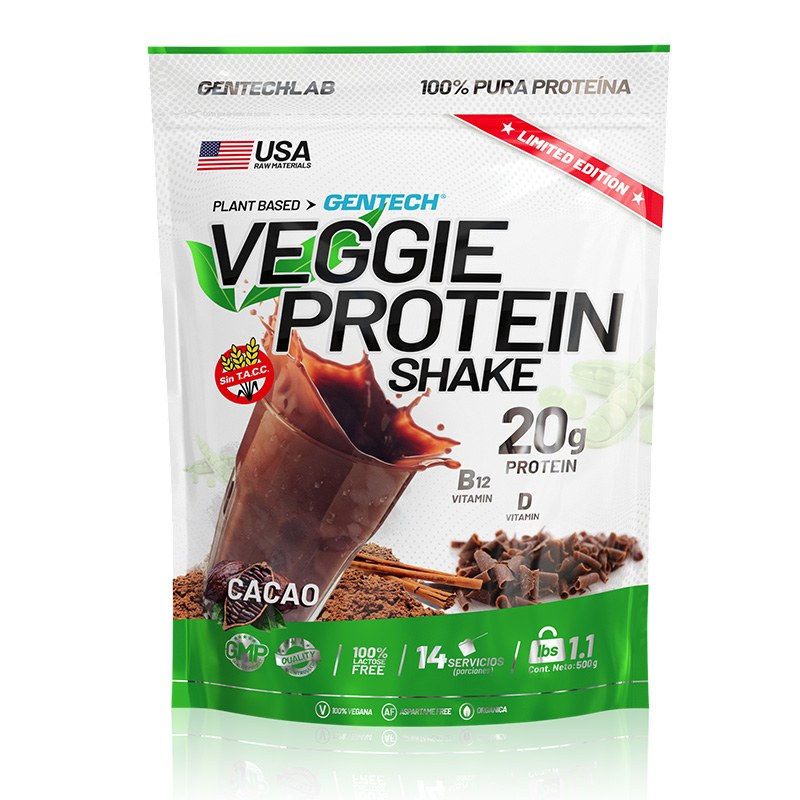 GENTECHLAB
100% PURA PROTEÍNA
★ LIMITED EDITION ★
USA
RAW MATERIALS
PLANT BASED > GENTECH®
VEGGIE
PROTEIN
SHAKE
Sin T.A.C.C.
20g
PROTEIN
B12
VITAMIN
D
VITAMIN
CACAO
GMP
QUALITY
100%
LACTOSE
FREE
14 SERVICIOS
(porciones)
lbs 1.1
Cont. Neto: 500g
V 100% VEGANA
AF ASPARTAME FREE
ORGANICA